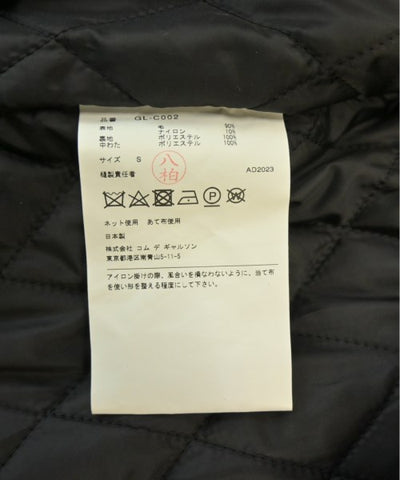 品番 GL-C002
表地 毛 90%
ナイロン 10%
裏地 ポリエステル 100%
中わた ポリエステル 100%
サイズ S
八柏
縫製責任者
AD2023
ネット使用 あて布使用
日本製
株式会社 コム デ ギャルソン
東京都港区南青山5-11-5
アイロン掛けの際、風合いを損なわないように、当て布
を使い形を整える程度にして下さい。